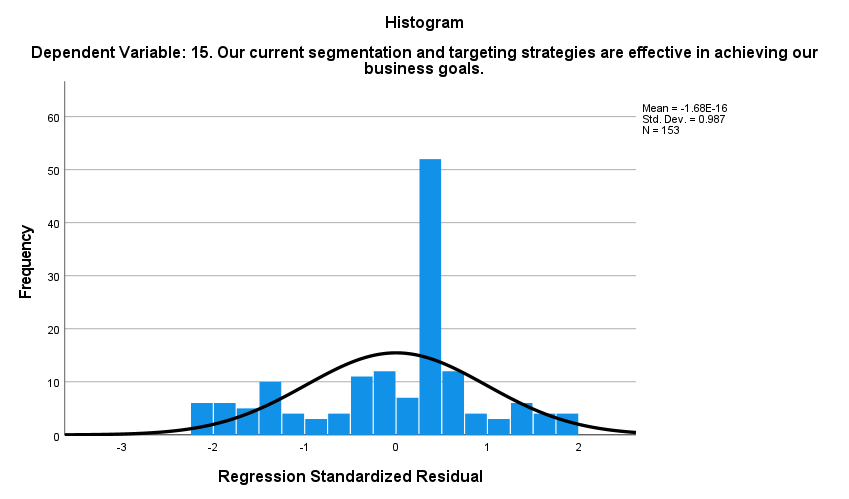 Histogram
Dependent Variable: 15. Our current segmentation and targeting strategies are effective in achieving our
business goals.
Mean = -1.68E-16
Std. Dev. = 0.987
N = 153
60
50
40
30
20
10
0
Frequency
-3 -2 -1 0 1 2
Regression Standardized Residual